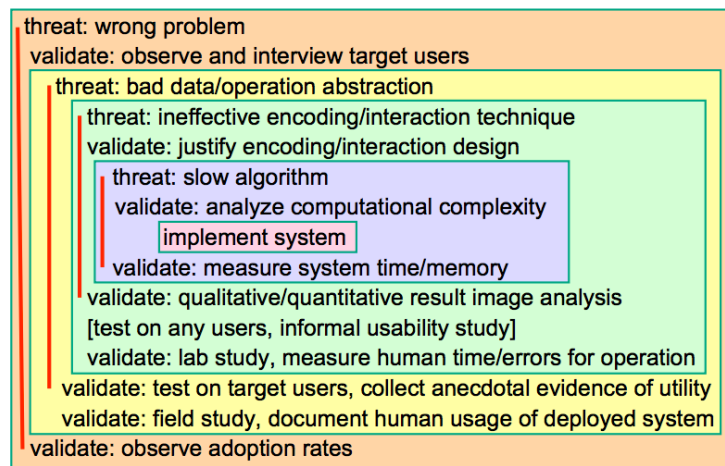 threat: wrong problem
validate: observe and interview target users
threat: bad data/operation abstraction
threat: ineffective encoding/interaction technique
validate: justify encoding/interaction design
threat: slow algorithm
validate: analyze computational complexity
implement system
validate: measure system time/memory
validate: qualitative/quantitative result image analysis
[test on any users, informal usability study]
validate: lab study, measure human time/errors for operation
validate: test on target users, collect anecdotal evidence of utility
validate: field study, document human usage of deployed system
validate: observe adoption rates